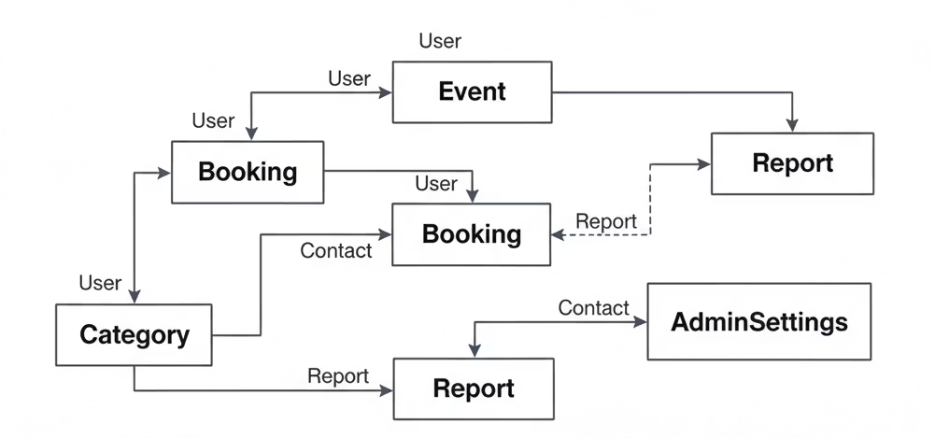 User
User
Event
User
Booking
Report
User
Booking
Report
Contact
User
Contact
AdminSettings
Category
Report
Report